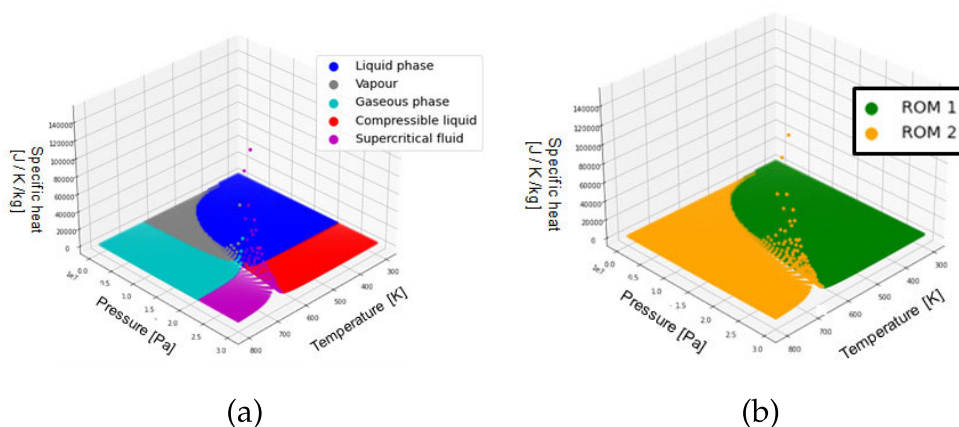 Liquid phase
Vapour
Gaseous phase
Compressible liquid
Supercritical fluid
140000
120000
100000
80000
60000
40000
20000
0
Specific heat
[J / K /kg]
1e7
0.0
0.5
1.0
1.5
2.0
2.5
3.0
Pressure [Pa]
300
400
500
600
700
800
Temperature [K]
(a)
ROM 1
ROM 2
140000
120000
100000
80000
60000
40000
20000
0
Specific heat
[J / K /kg]
1e7
0.0
0.5
1.0
1.5
2.0
2.5
3.0
Pressure [Pa]
300
400
500
600
700
800
Temperature [K]
(b)